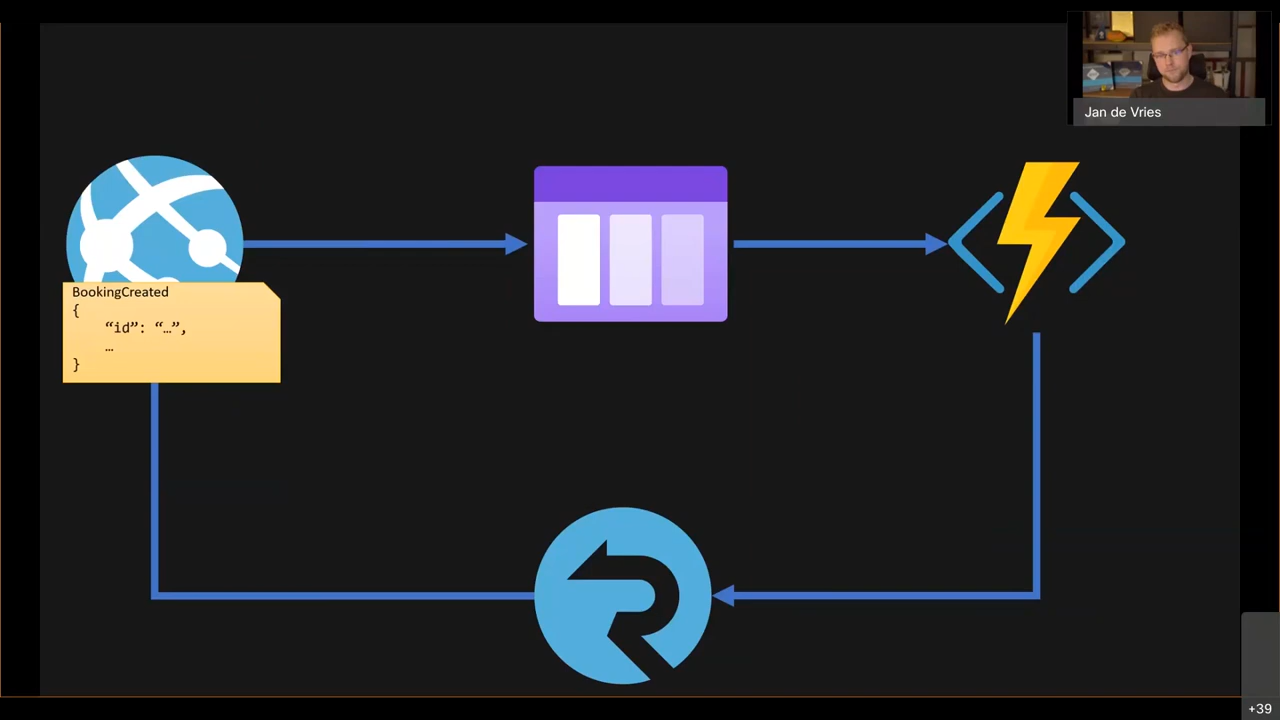 Jan de Vries
BookingCreated
{
“id”: “…”,
…
}
+39